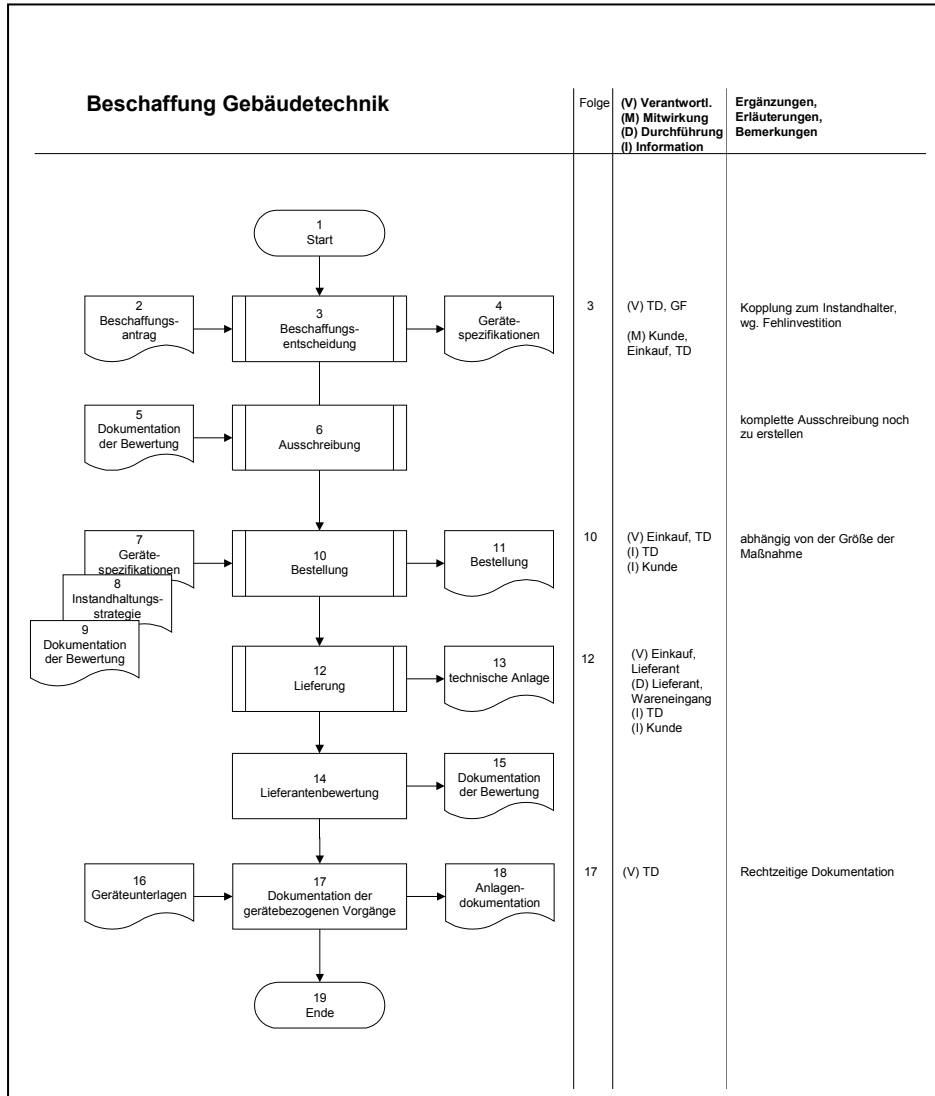 Beschaffung Gebäudetechnik
Folge
(V) Verantwortl.
(M) Mitwirkung
(D) Durchführung
(I) Information
Ergänzungen,
Erläuterungen,
Bemerkungen
1
Start
2
Beschaffungs-
antrag
3
Beschaffungs-
entscheidung
4
Geräte-
spezifikationen
3
(V) TD, GF
(M) Kunde,
Einkauf, TD
Kopplung zum Instandhalter,
wg. Fehlinvestition
5
Dokumentation
der Bewertung
6
Ausschreibung
komplette Ausschreibung noch
zu erstellen
7
Geräte-
spezifikationen
8
Instandhaltungs-
strategie
9
Dokumentation
der Bewertung
10
Bestellung
11
Bestellung
10
(V) Einkauf, TD
(I) TD
(I) Kunde
abhängig von der Größe der
Maßnahme
12
Lieferung
13
technische Anlage
12
(V) Einkauf,
Lieferant
(D) Lieferant,
Wareneingang
(I) TD
(I) Kunde
14
Lieferantenbewertung
15
Dokumentation
der Bewertung
16
Geräteunterlagen
17
Dokumentation der
gerätebezogenen Vorgänge
18
Anlagen-
dokumentation
17
(V) TD
Rechtzeitige Dokumentation
19
Ende